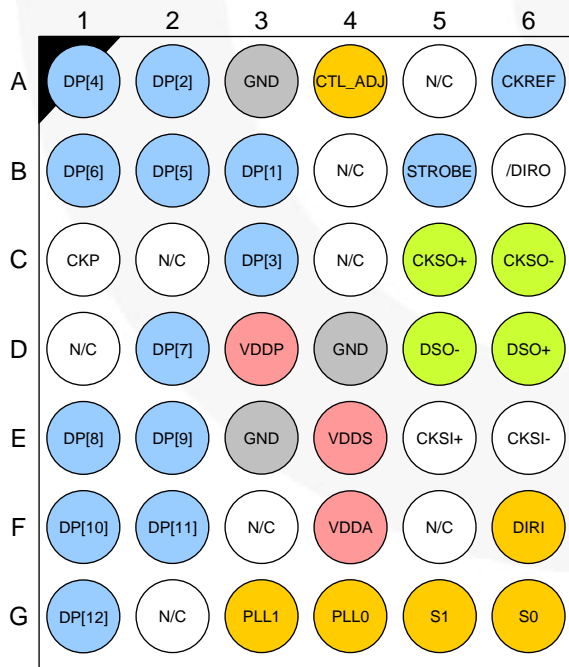 1 2 3 4 5 6
A DP[4] DP[2] GND CTL_ADJ N/C CKREF
B DP[6] DP[5] DP[1] N/C STROBE /DIRO
C CKP N/C DP[3] N/C CKSO+ CKSO-
D N/C DP[7] VDDP GND DSO- DSO+
E DP[8] DP[9] GND VDDS CKSI+ CKSI-
F DP[10] DP[11] N/C VDDA N/C DIRI
G DP[12] N/C PLL1 PLL0 S1 S0